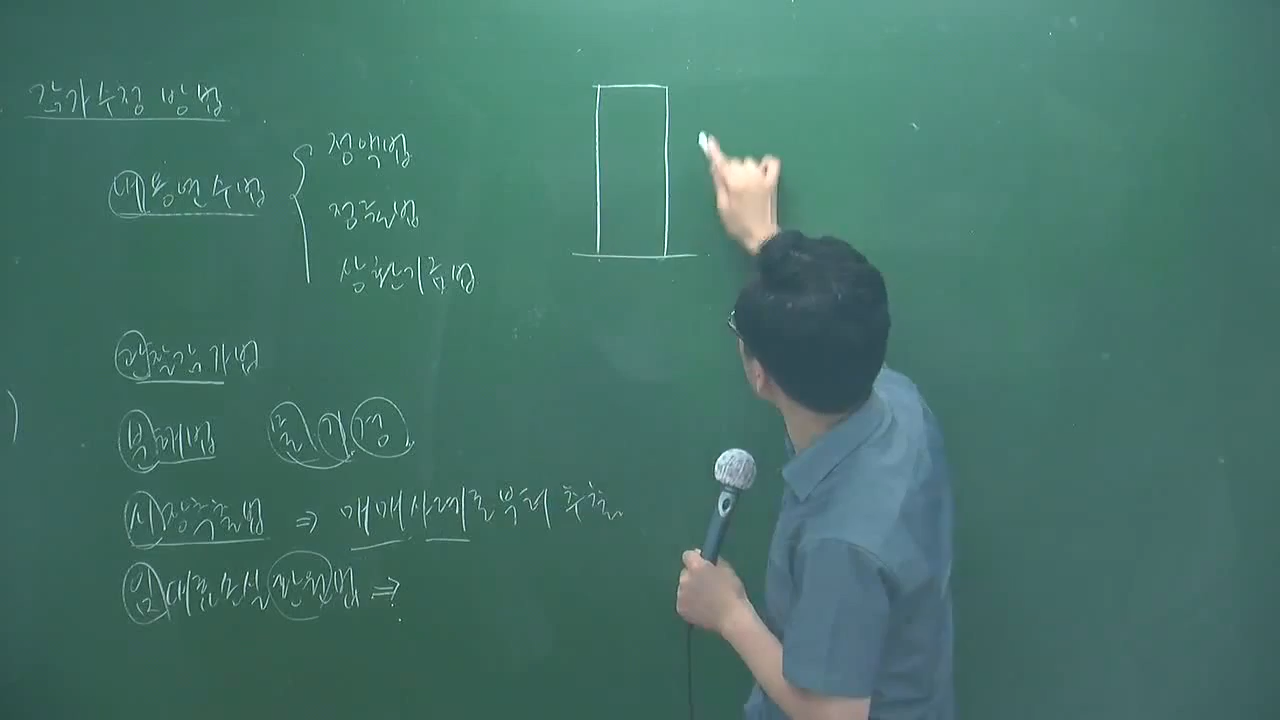 감가수정 방법
내용연수법
정액법
정률법
상환기금법
관찰감가법
분해법 물 기 경
시장추출법 ⇒ 매매사례로부터 추출
임대료손실환원법 ⇒
)